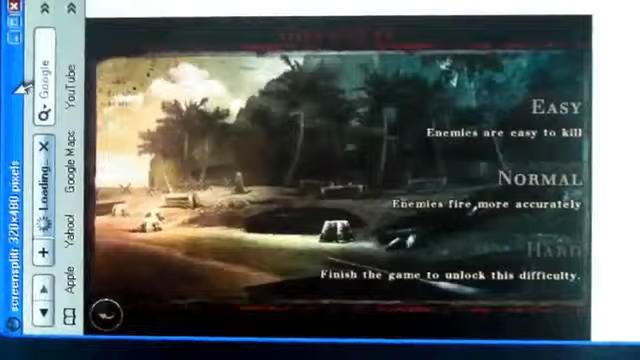 screensplitr 320x480 pixels
Loading...
Google
Apple
Yahoo!
Google Maps
YouTube
EASY
Enemies are easy to kill
NORMAL
Enemies fire more accurately
HARD
Finish the game to unlock this difficulty.